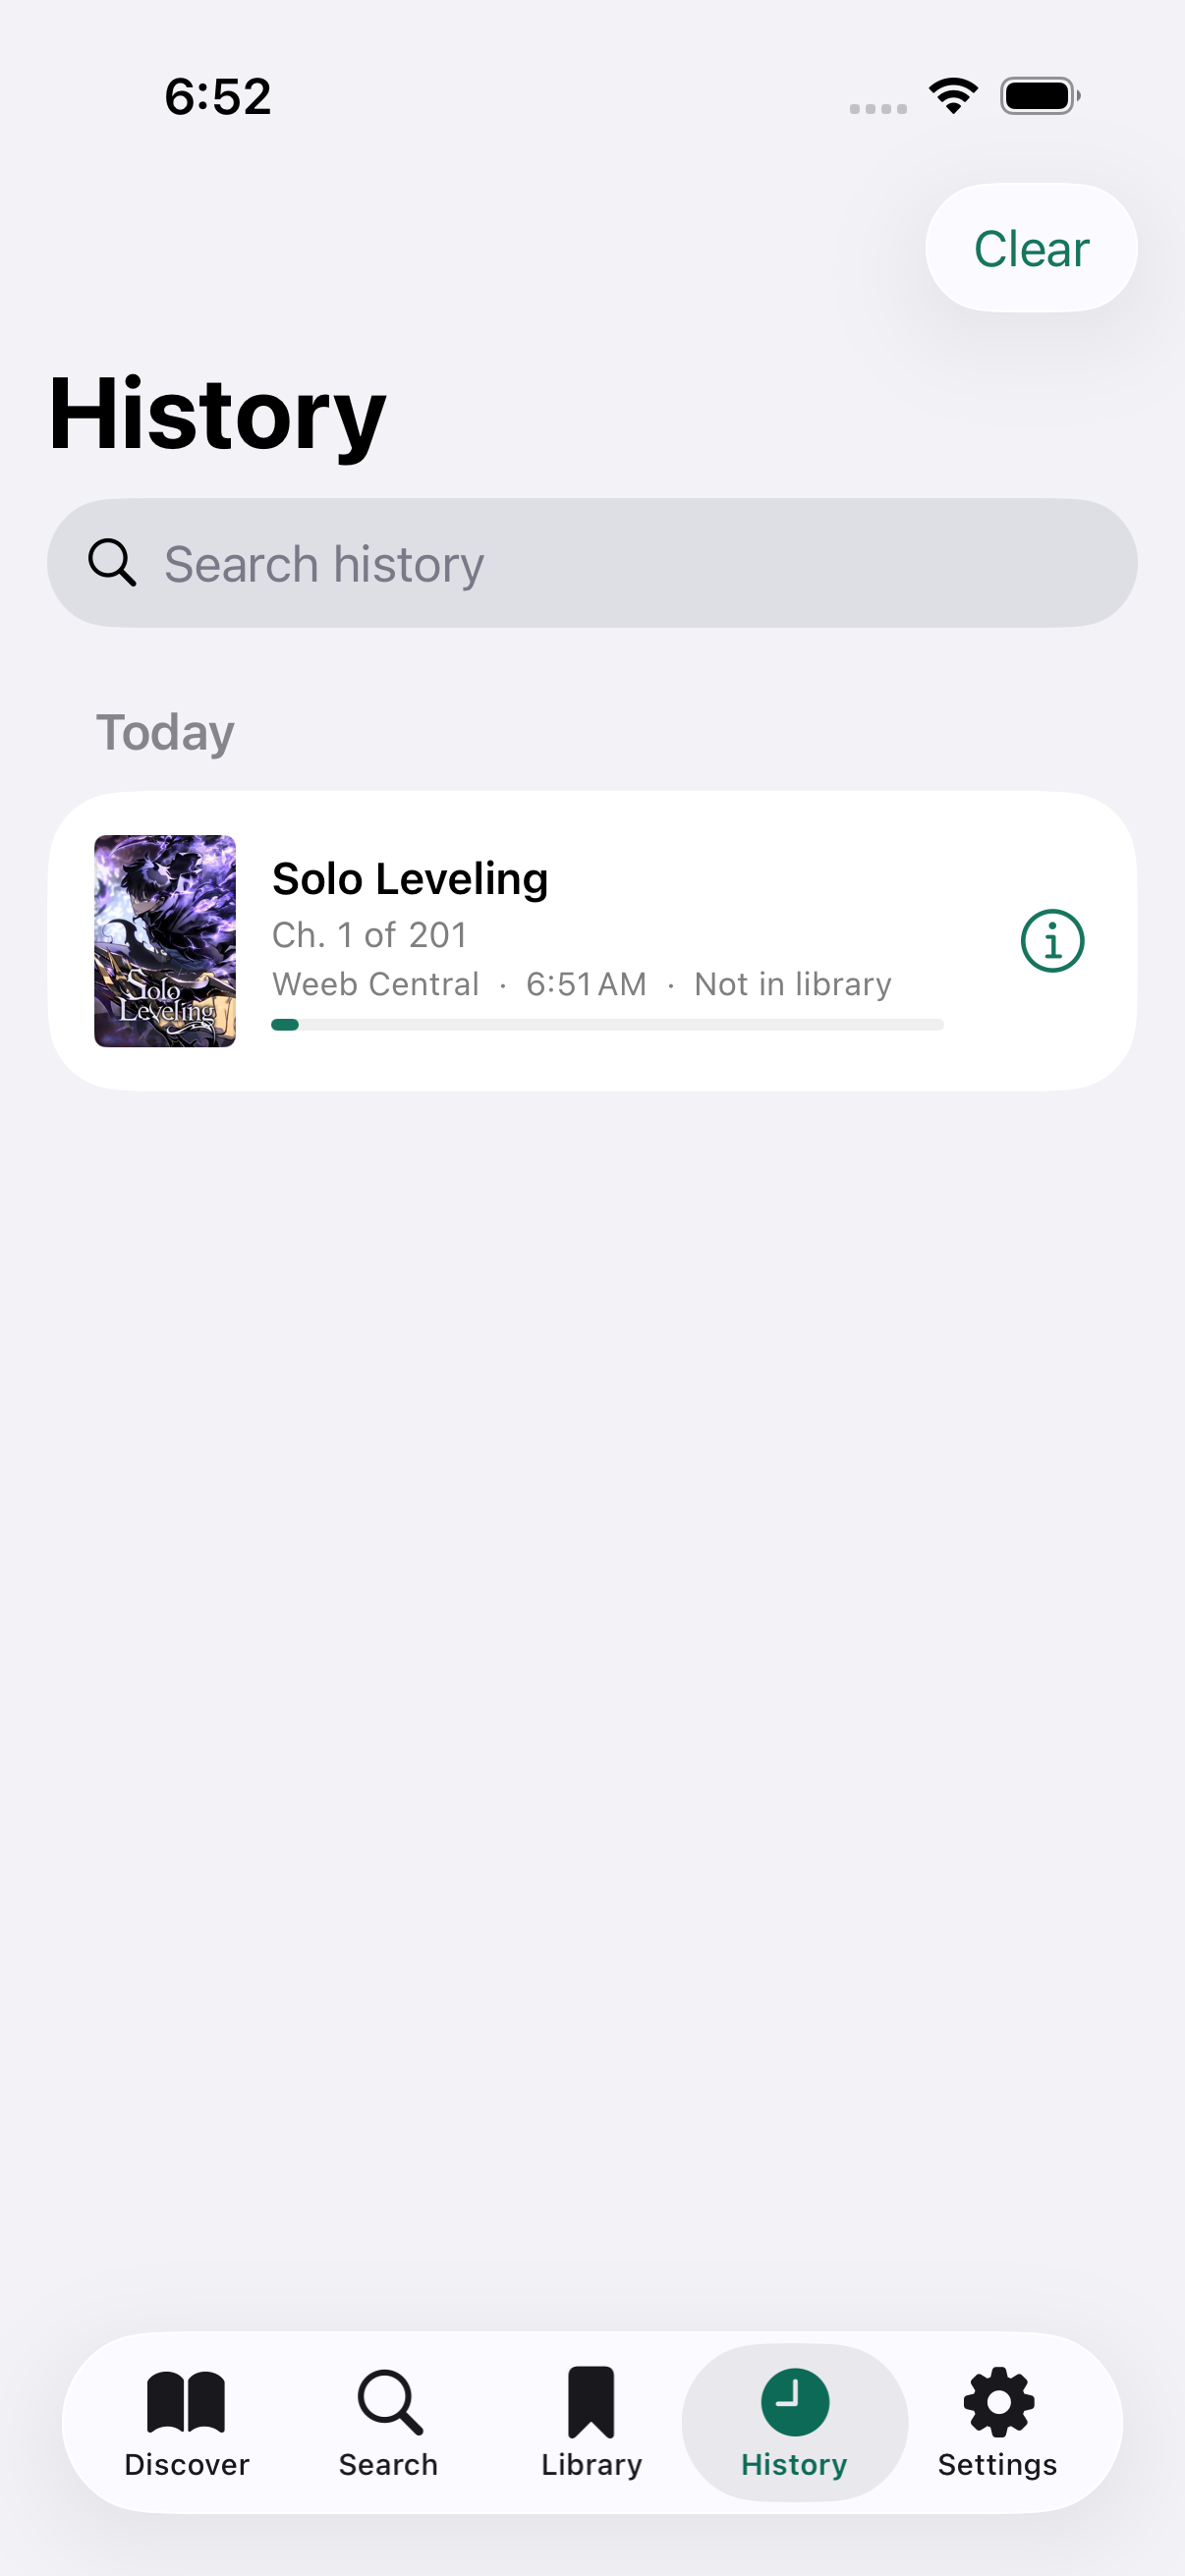 6:52
Clear
History
Search history
Today
Solo Leveling
Ch. 1 of 201
Weeb Central · 6:51 AM · Not in library
Solo
Leveling
Discover
Search
Library
History
Settings